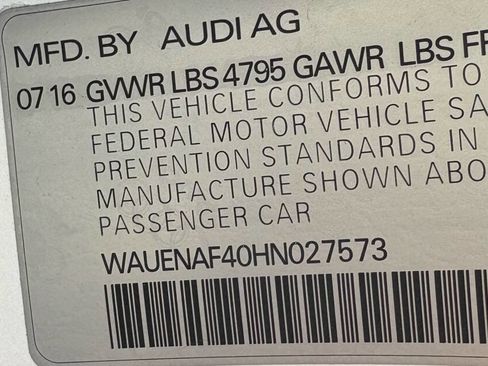 MFD. BY AUDI AG
07 16 GVWR LBS 4795 GAWR LBS
THIS VEHICLE CONFORMS TO
FEDERAL MOTOR VEHICLE SA
PREVENTION STANDARDS IN
MANUFACTURE SHOWN ABO
PASSENGER CAR
WAUENAF40HN027573